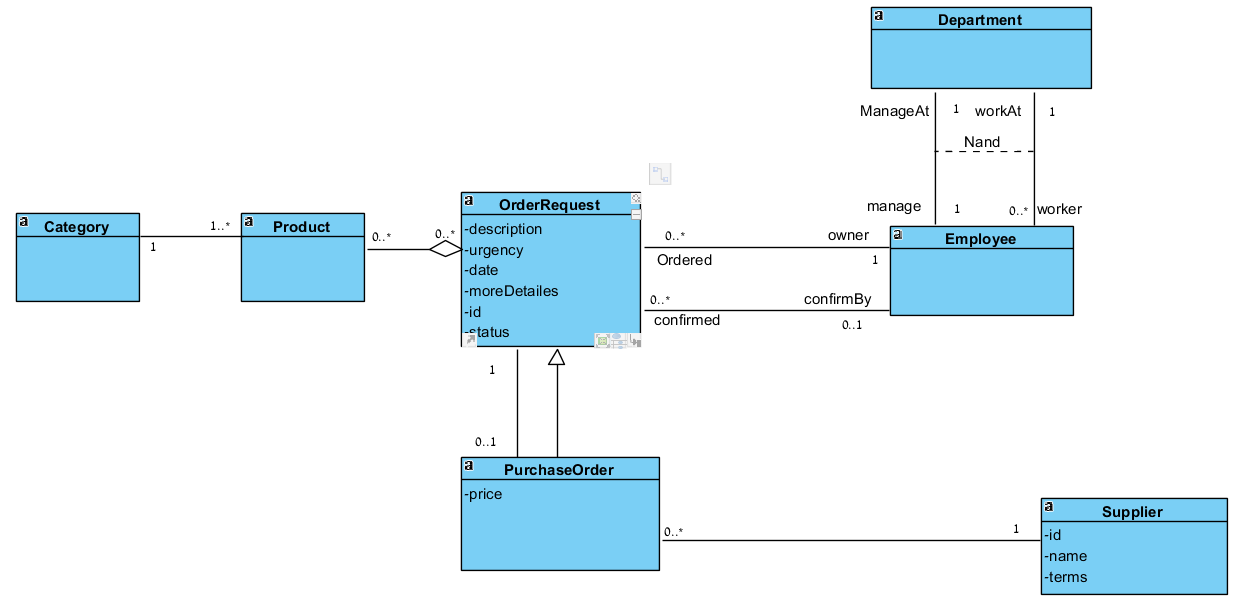 Department
ManageAt
1
workAt
1
Nand
manage
1
0..*
worker
Category
1
1..*
Product
0..*
0..*
OrderRequest
-description
-urgency
-date
-moreDetailes
-id
-status
0..*
Ordered
owner
1
0..*
confirmed
confirmBy
0..1
Employee
1
0..1
PurchaseOrder
-price
0..*
1
Supplier
-id
-name
-terms